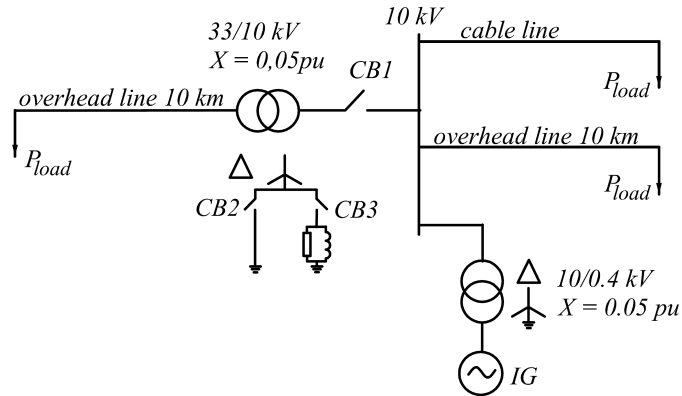 33/10 kV
X = 0,05pu
10 kV
cable line
CB1
P_load
overhead line 10 km
overhead line 10 km
P_load
P_load
CB2
CB3
10/0.4 kV
X = 0.05 pu
IG